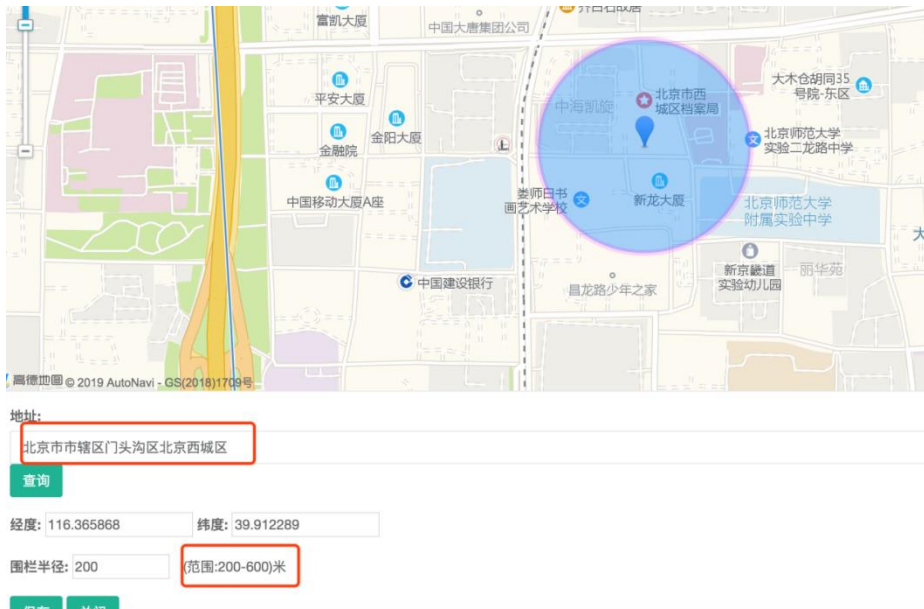 富凯大厦
中国大唐集团公司
齐白石故居
平安大厦
金阳大厦
金融院
中国移动大厦A座
中海凯旋
北京市西
城区档案局
大木仓胡同35
号院-东区
北京师范大学
实验二龙路中学
娄师白书
画艺术学校
新龙大厦
北京师范大学
附属实验中学
大
中国建设银行
昌龙路少年之家
新京畿道
实验幼儿园
丽华苑
高德地圖 © 2019 AutoNavi - GS(2018)1709号
地址:
北京市市辖区门头沟区北京西城区
查询
经度: 116.365868 纬度: 39.912289
围栏半径: 200 (范围:200-600)米